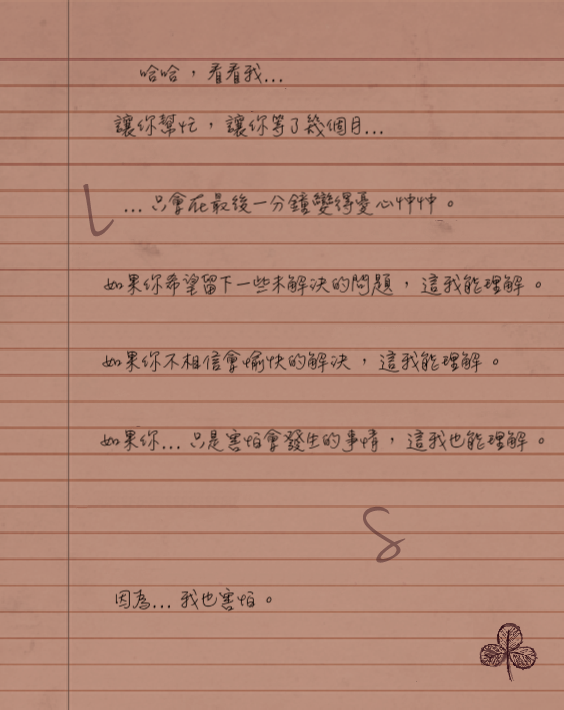 哈哈，看看我...
讓你幫忙，讓你等了幾個月...
L
...只會在最後一分鐘變得憂心忡忡。
如果你希望留下一些未解決的問題，這我能理解。
如果你不相信會愉快的解決，這我能理解。
如果你...只是害怕會發生的事情，這我也能理解。
S
因為...我也害怕。